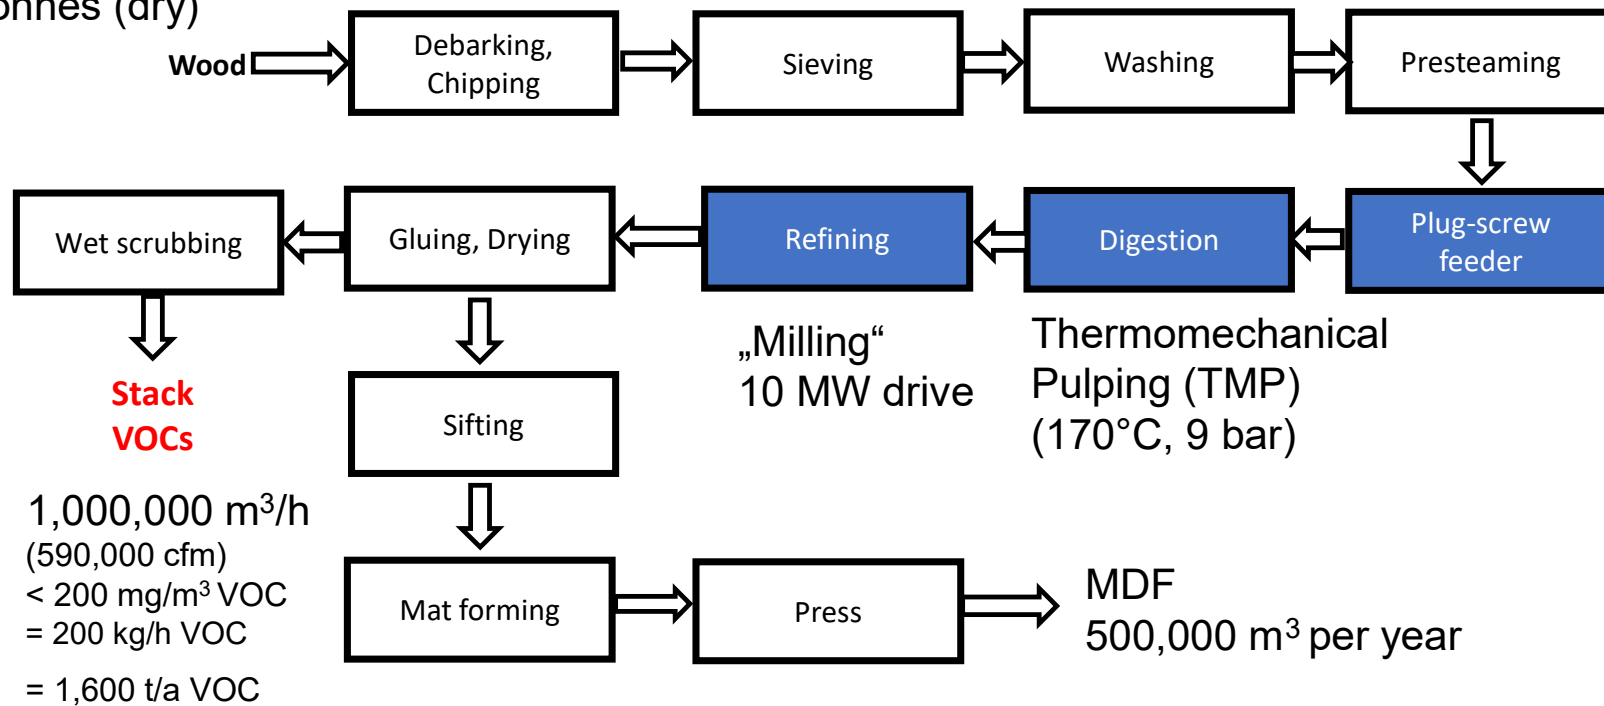 Wood
Debarking,
Chipping
Sieving
Washing
Presteaming
Wet scrubbing
Gluing, Drying
Refining
Digestion
Plug-screw
feeder
„Milling“
10 MW drive
Thermomechanical
Pulping (TMP)
(170°C, 9 bar)
Stack
VOCs
Sifting
1,000,000 m³/h
(590,000 cfm)
< 200 mg/m³ VOC
= 200 kg/h VOC
= 1,600 t/a VOC
Mat forming
Press
MDF
500,000 m³ per year